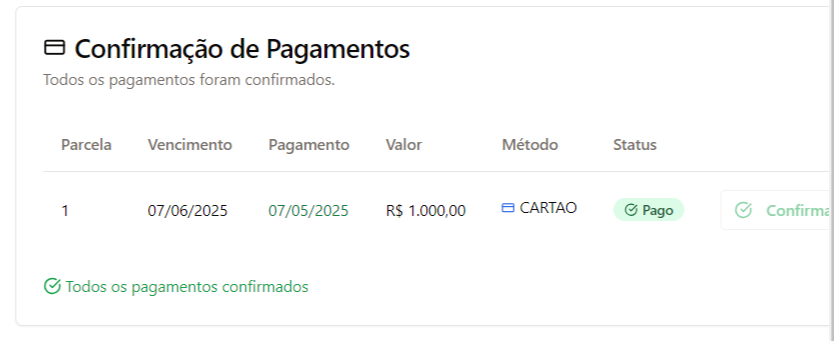 Confirmação de Pagamentos
Todos os pagamentos foram confirmados.
Parcela Vencimento Pagamento Valor Método Status
1 07/06/2025 07/05/2025 R$ 1.000,00 CARTAO Pago Confirma
Todos os pagamentos confirmados